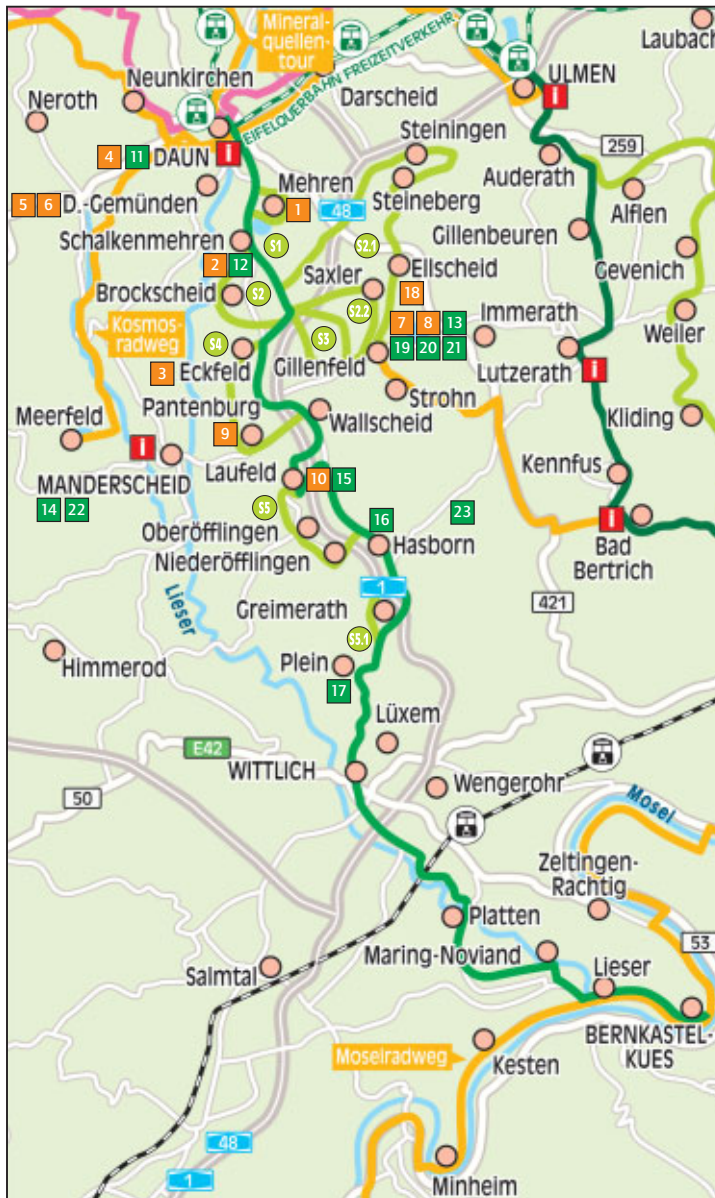 Mineral-
quellen-
tour
Laubach
EIFELQUERBAHN FREIZEITVERKEHR
Neunkirchen
ULMEN
i
Neroth
Darscheid
Steiningen
259
4 11 DAUN i
Auderath
Mehren
Steineberg
1
48
Alflen
5 6 D.-Gemünden
Schalkenmehren
S1
S2.1
Gillenbeuren
Gevenich
2 12
Saxler
Ellscheid
Brockscheid
S2
18
S2.2
Kosmos-
radweg
7 8 13
Immerath
Weiler
S4
S3
19 20 21
Gillenfeld
Lutzerath
i
3 Eckfeld
Strohn
Pantenburg
Wallscheid
Kliding
Meerfeld
9
i
Kennfus
Laufeld
10 15
MANDERSCHEID
14 22
S5
16
23
i
Oberöfflingen
Hasborn
Bad
Bertrich
Niederöfflingen
1
Greimerath
421
Lieser
S5.1
Himmerod
Plein
17
Lüxem
E42
WITTLICH
Wengerohr
50
Mosel
Zeltingen-
Rachtig
Platten
53
Maring-Noviand
Lieser
Salmtal
BERNKASTEL-
KUES
Moselradweg
Kesten
48
1
Minheim